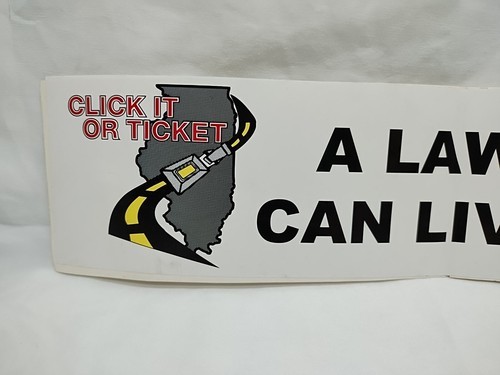 CLICK IT
OR TICKET
A LAW
CAN LIV